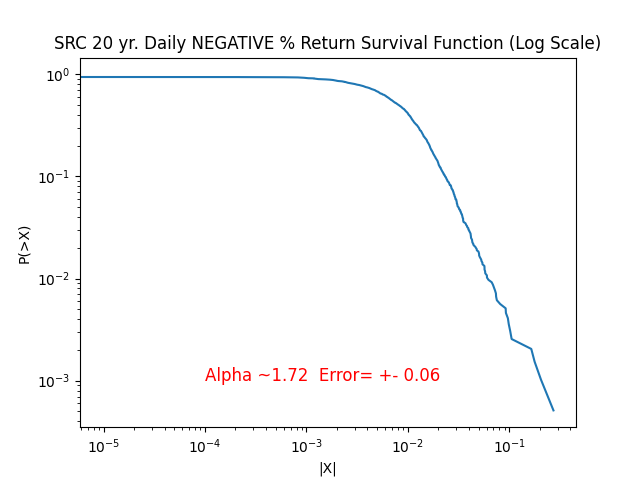 SRC 20 yr. Daily NEGATIVE % Return Survival Function (Log Scale)
10⁰
10⁻¹
10⁻²
10⁻³
P(>X)
Alpha ~1.72  Error= +- 0.06
10⁻⁵ 10⁻⁴ 10⁻³ 10⁻² 10⁻¹
|X|